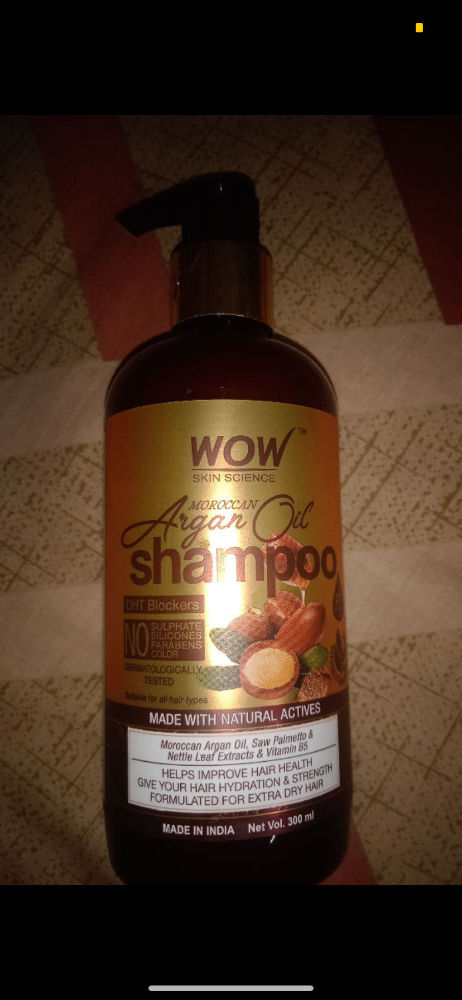 WOW™
SKIN SCIENCE
MOROCCAN
Argan Oil
shampoo
DHT Blockers
NO SULPHATE
SILICONES
PARABENS
COLOR
DERMATOLOGICALLY
TESTED
Suitable for all hair types
MADE WITH NATURAL ACTIVES
Moroccan Argan Oil, Saw Palmetto &
Nettle Leaf Extracts & Vitamin B5
HELPS IMPROVE HAIR HEALTH
GIVE YOUR HAIR HYDRATION & STRENGTH
FORMULATED FOR EXTRA DRY HAIR
MADE IN INDIA Net Vol. 300 ml